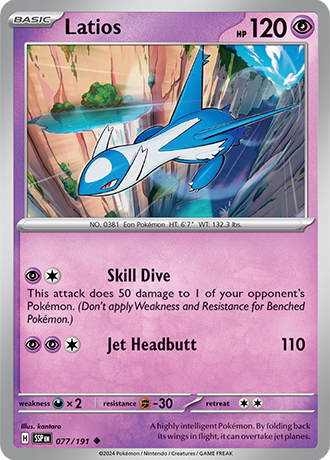 BASIC
Latios
HP 120
NO. 0381 Eon Pokémon HT: 6'7" WT: 132.3 lbs.
Skill Dive
This attack does 50 damage to 1 of your opponent's
Pokémon. (Don't apply Weakness and Resistance for Benched
Pokémon.)
Jet Headbutt 110
weakness ×2 resistance -30 retreat
Illus. kantaro
H SSP EN 077/191
A highly intelligent Pokémon. By folding back
its wings in flight, it can overtake jet planes.
©2024 Pokémon / Nintendo / Creatures / GAME FREAK